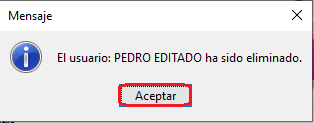 Mensaje
El usuario: PEDRO EDITADO ha sido eliminado.
Aceptar